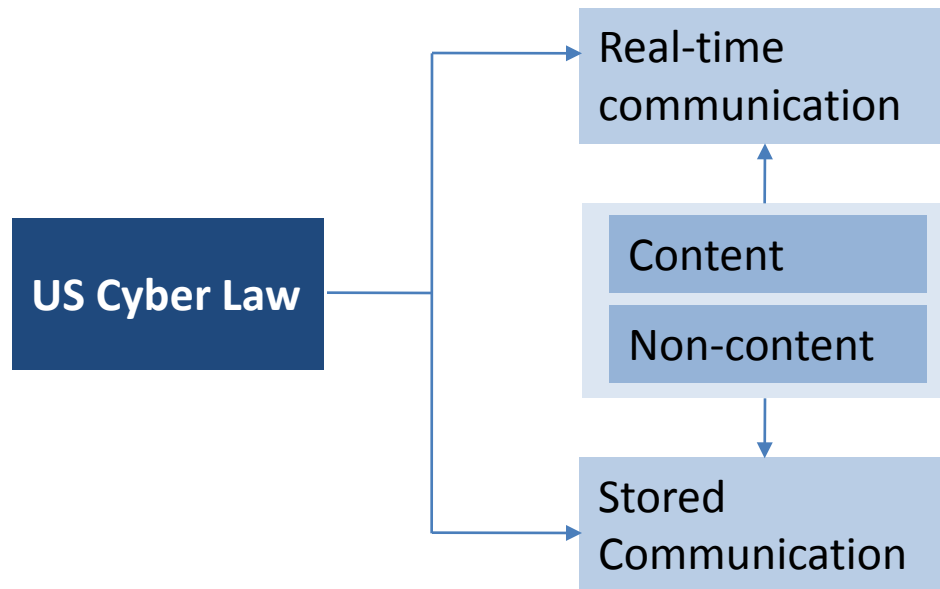 Real-time
communication
US Cyber Law
Content
Non-content
Stored
Communication